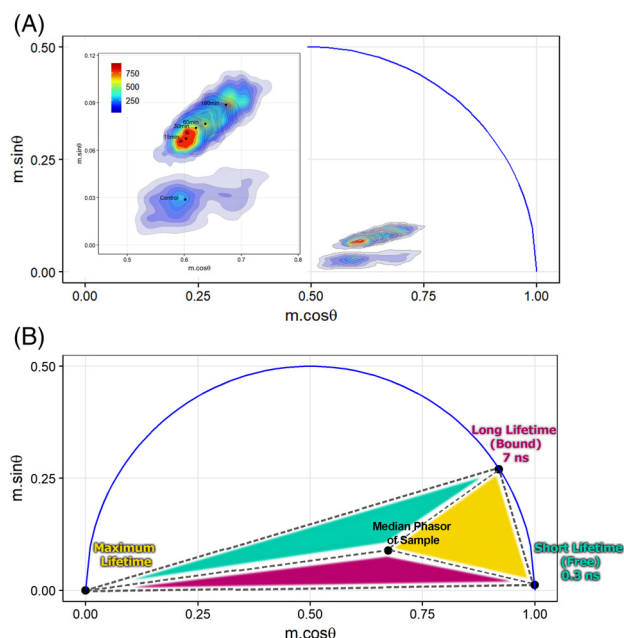 (A)
0.50
0.25
0.00
m.sinθ
0.00
0.25
0.50
0.75
1.00
m.cosθ
0.12
0.09
0.06
0.03
0.00
m.sinθ
0.5
0.6
0.7
0.8
m.cosθ
750
500
250
180min
60min
30min
15min
Control
(B)
0.50
0.25
0.00
m.sinθ
0.00
0.25
0.50
0.75
1.00
m.cosθ
Long Lifetime
(Bound)
7 ns
Median Phasor
of Sample
Maximum
Lifetime
Short Lifetime
(Free)
0.3 ns